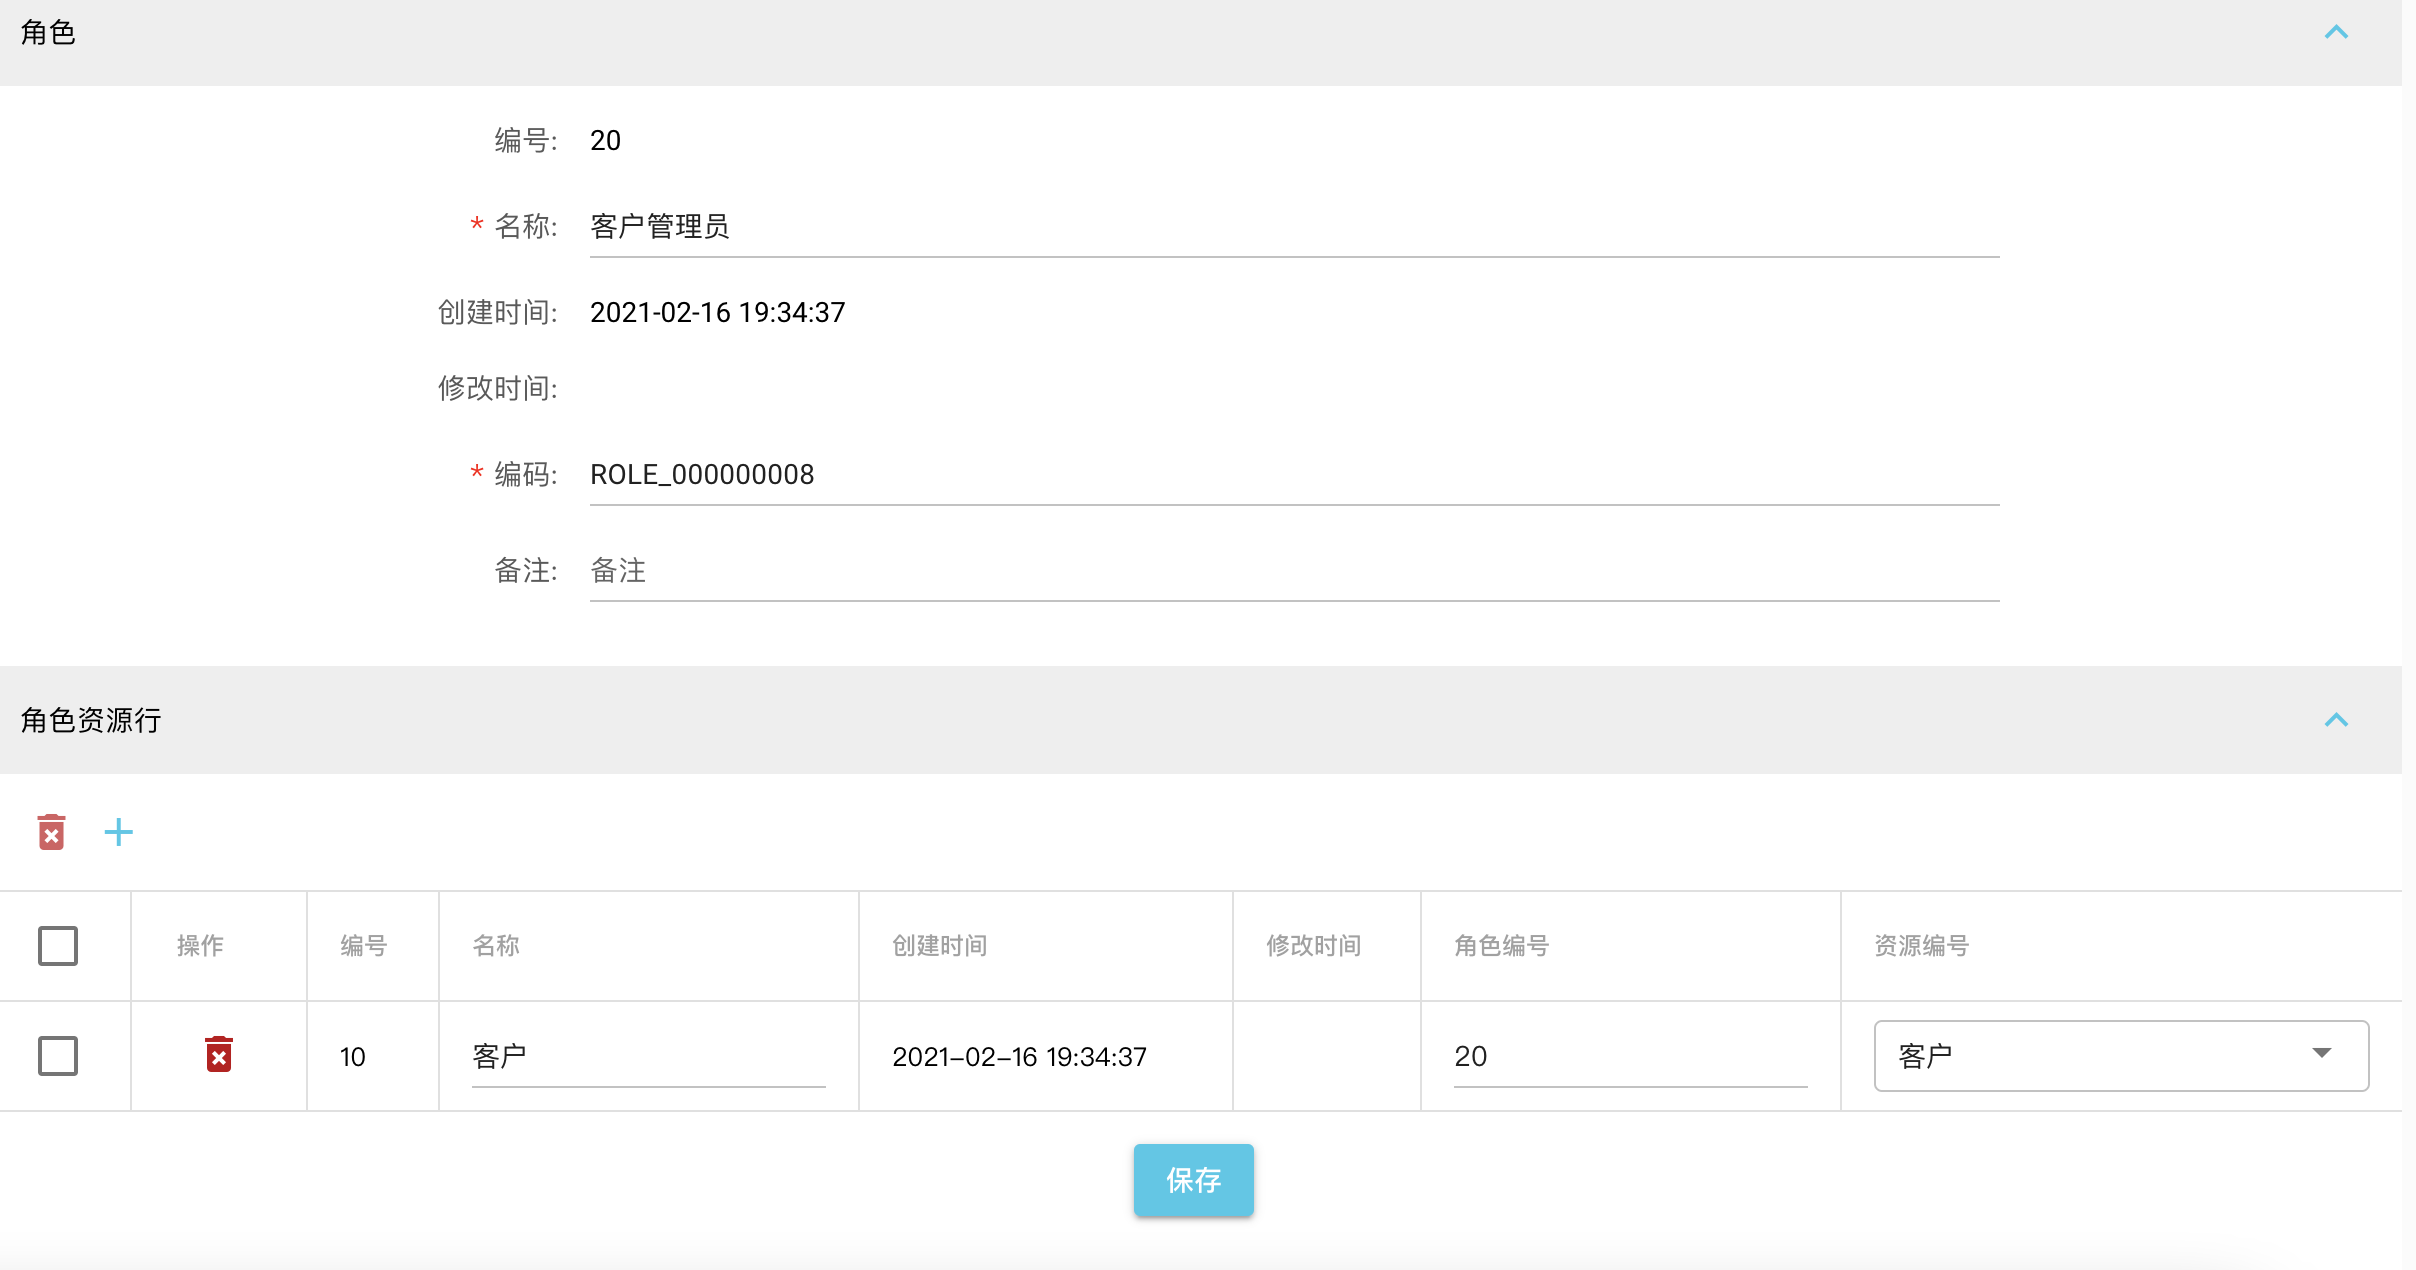 角色
编号: 20
* 名称: 客户管理员
创建时间: 2021-02-16 19:34:37
修改时间:
* 编码: ROLE_000000008
备注: 备注
角色资源行
操作 编号 名称 创建时间 修改时间 角色编号 资源编号
10 客户 2021-02-16 19:34:37 20 客户
保存